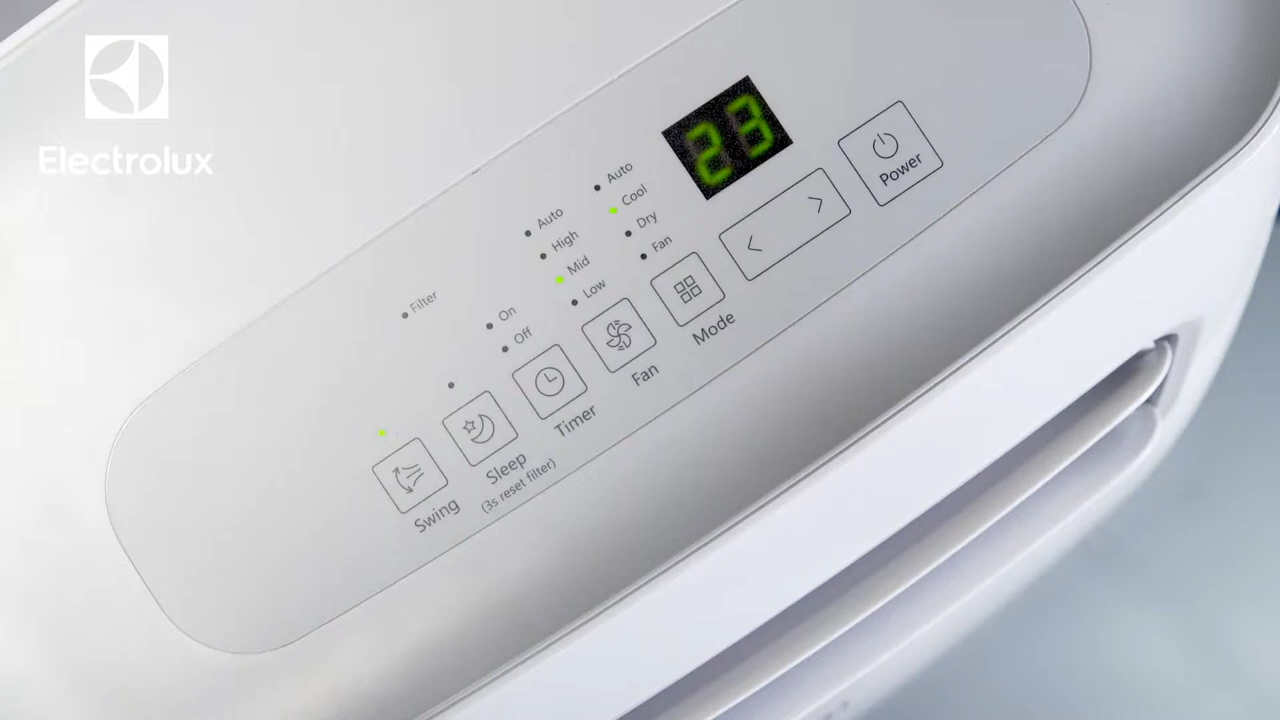 Electrolux
23
Power
Auto
Cool
Dry
Fan
Mode
Auto
High
Mid
Low
Fan
On
Off
Timer
Filter
Sleep
(3s reset filter)
Swing